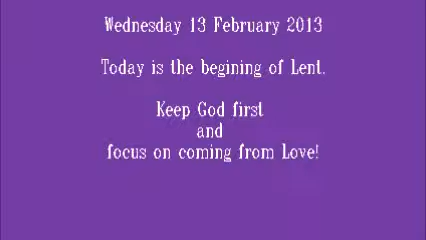 Wednesday 13 February 2013
Today is the begining of Lent.
Keep God first
and
focus on coming from Love!